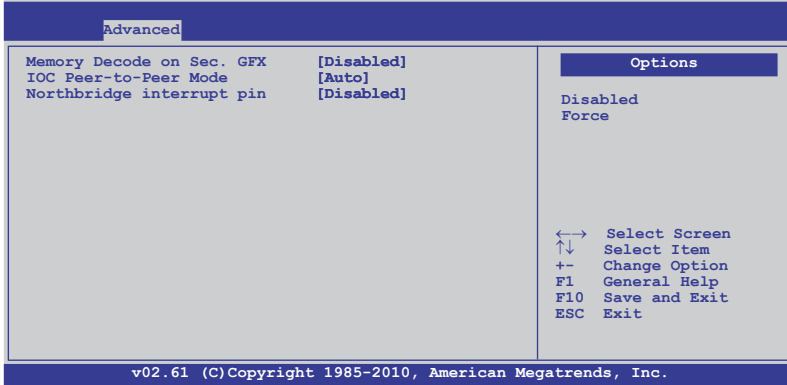 Advanced
Memory Decode on Sec. GFX [Disabled]
IOC Peer-to-Peer Mode [Auto]
Northbridge interrupt pin [Disabled]
Options
Disabled
Force
←→ Select Screen
↑↓ Select Item
+- Change Option
F1 General Help
F10 Save and Exit
ESC Exit
v02.61 (C)Copyright 1985-2010, American Megatrends, Inc.